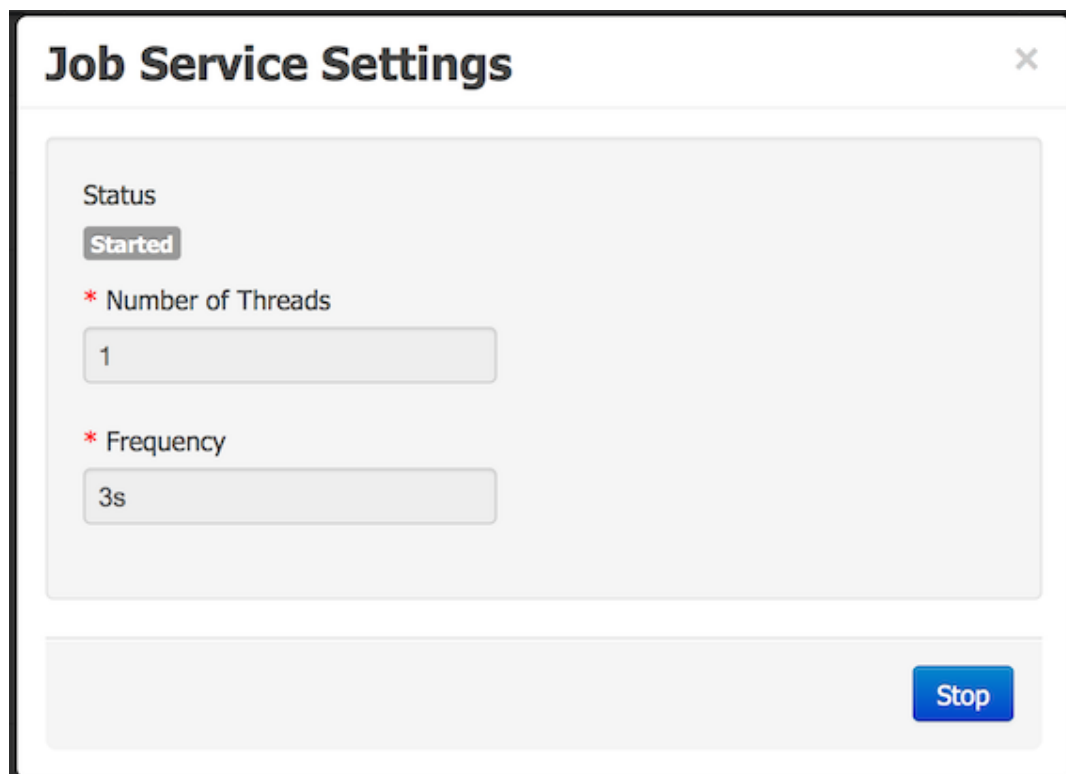 Job Service Settings ×
Status
Started
* Number of Threads
1
* Frequency
3s
Stop